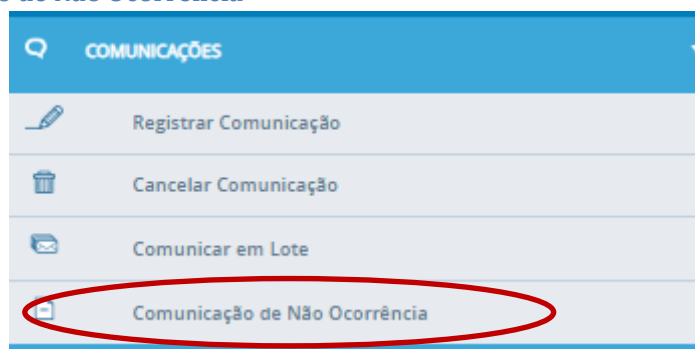 COMUNICAÇÕES
Registrar Comunicação
Cancelar Comunicação
Comunicar em Lote
Comunicação de Não Ocorrência